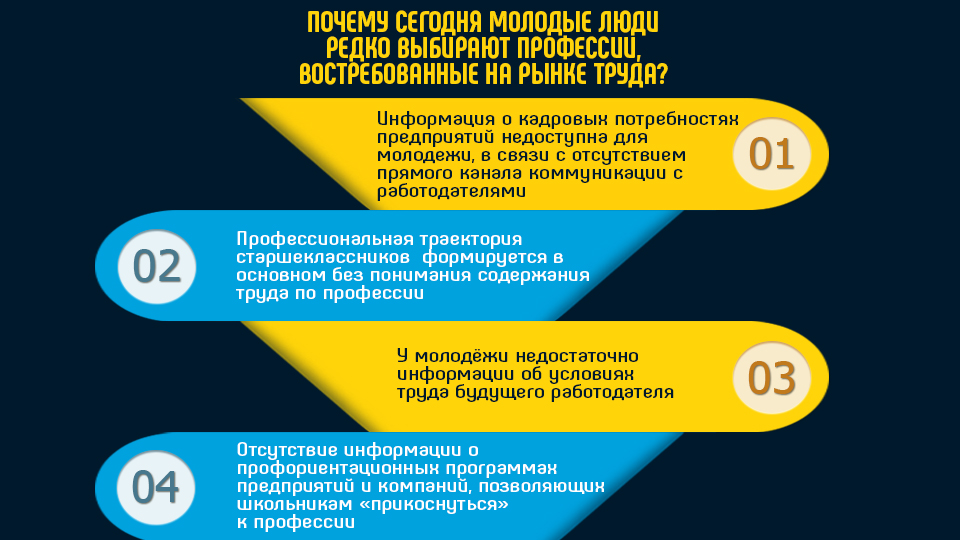 ПОЧЕМУ СЕГОДНЯ МОЛОДЫЕ ЛЮДИ
РЕДКО ВЫБИРАЮТ ПРОФЕССИИ,
ВОСТРЕБОВАННЫЕ НА РЫНКЕ ТРУДА?
Информация о кадровых потребностях
предприятий недоступна для
молодежи, в связи с отсутствием
прямого канала коммуникации с
работодателями
01
02
Профессиональная траектория
старшеклассников формируется в
основном без понимания содержания
труда по профессии
У молодёжи недостаточно
информации об условиях
труда будущего работодателя
03
04
Отсутствие информации о
профориентационных программах
предприятий и компаний, позволяющих
школьникам «прикоснуться»
к профессии